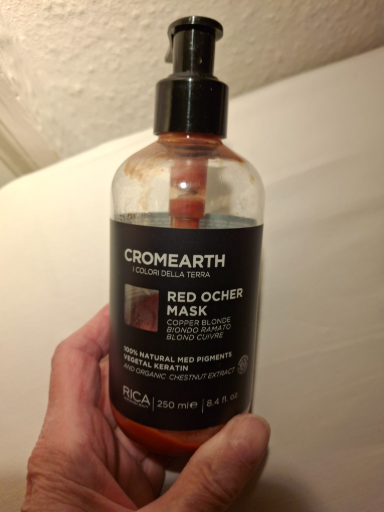 CROMEARTH
I COLORI DELLA TERRA
RED OCHER
MASK
COPPER BLONDE
BIONDO RAMATO
BLOND CUIVRE
100% NATURAL MED PIGMENTS
VEGETAL KERATIN
AND ORGANIC CHESTNUT EXTRACT
RICA
250 ml e 8.4 fl. oz